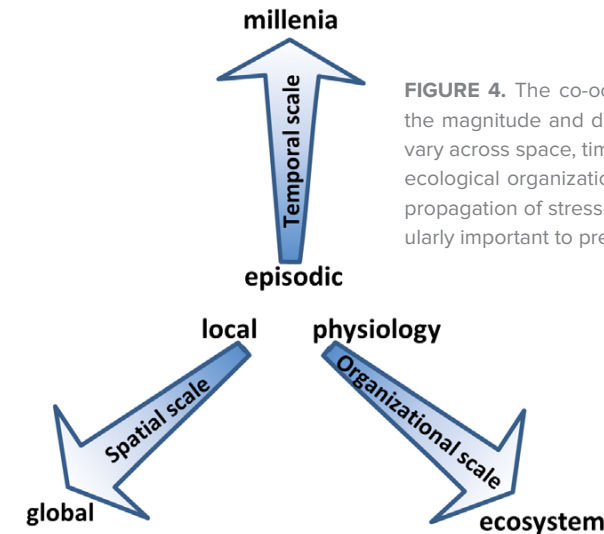 millenia
Temporal scale
episodic
local physiology
Spatial scale
Organizational scale
global
ecosystem
FIGURE 4. The co-oc
the magnitude and d
vary across space, tim
ecological organizatio
propagation of stress
ularly important to pre